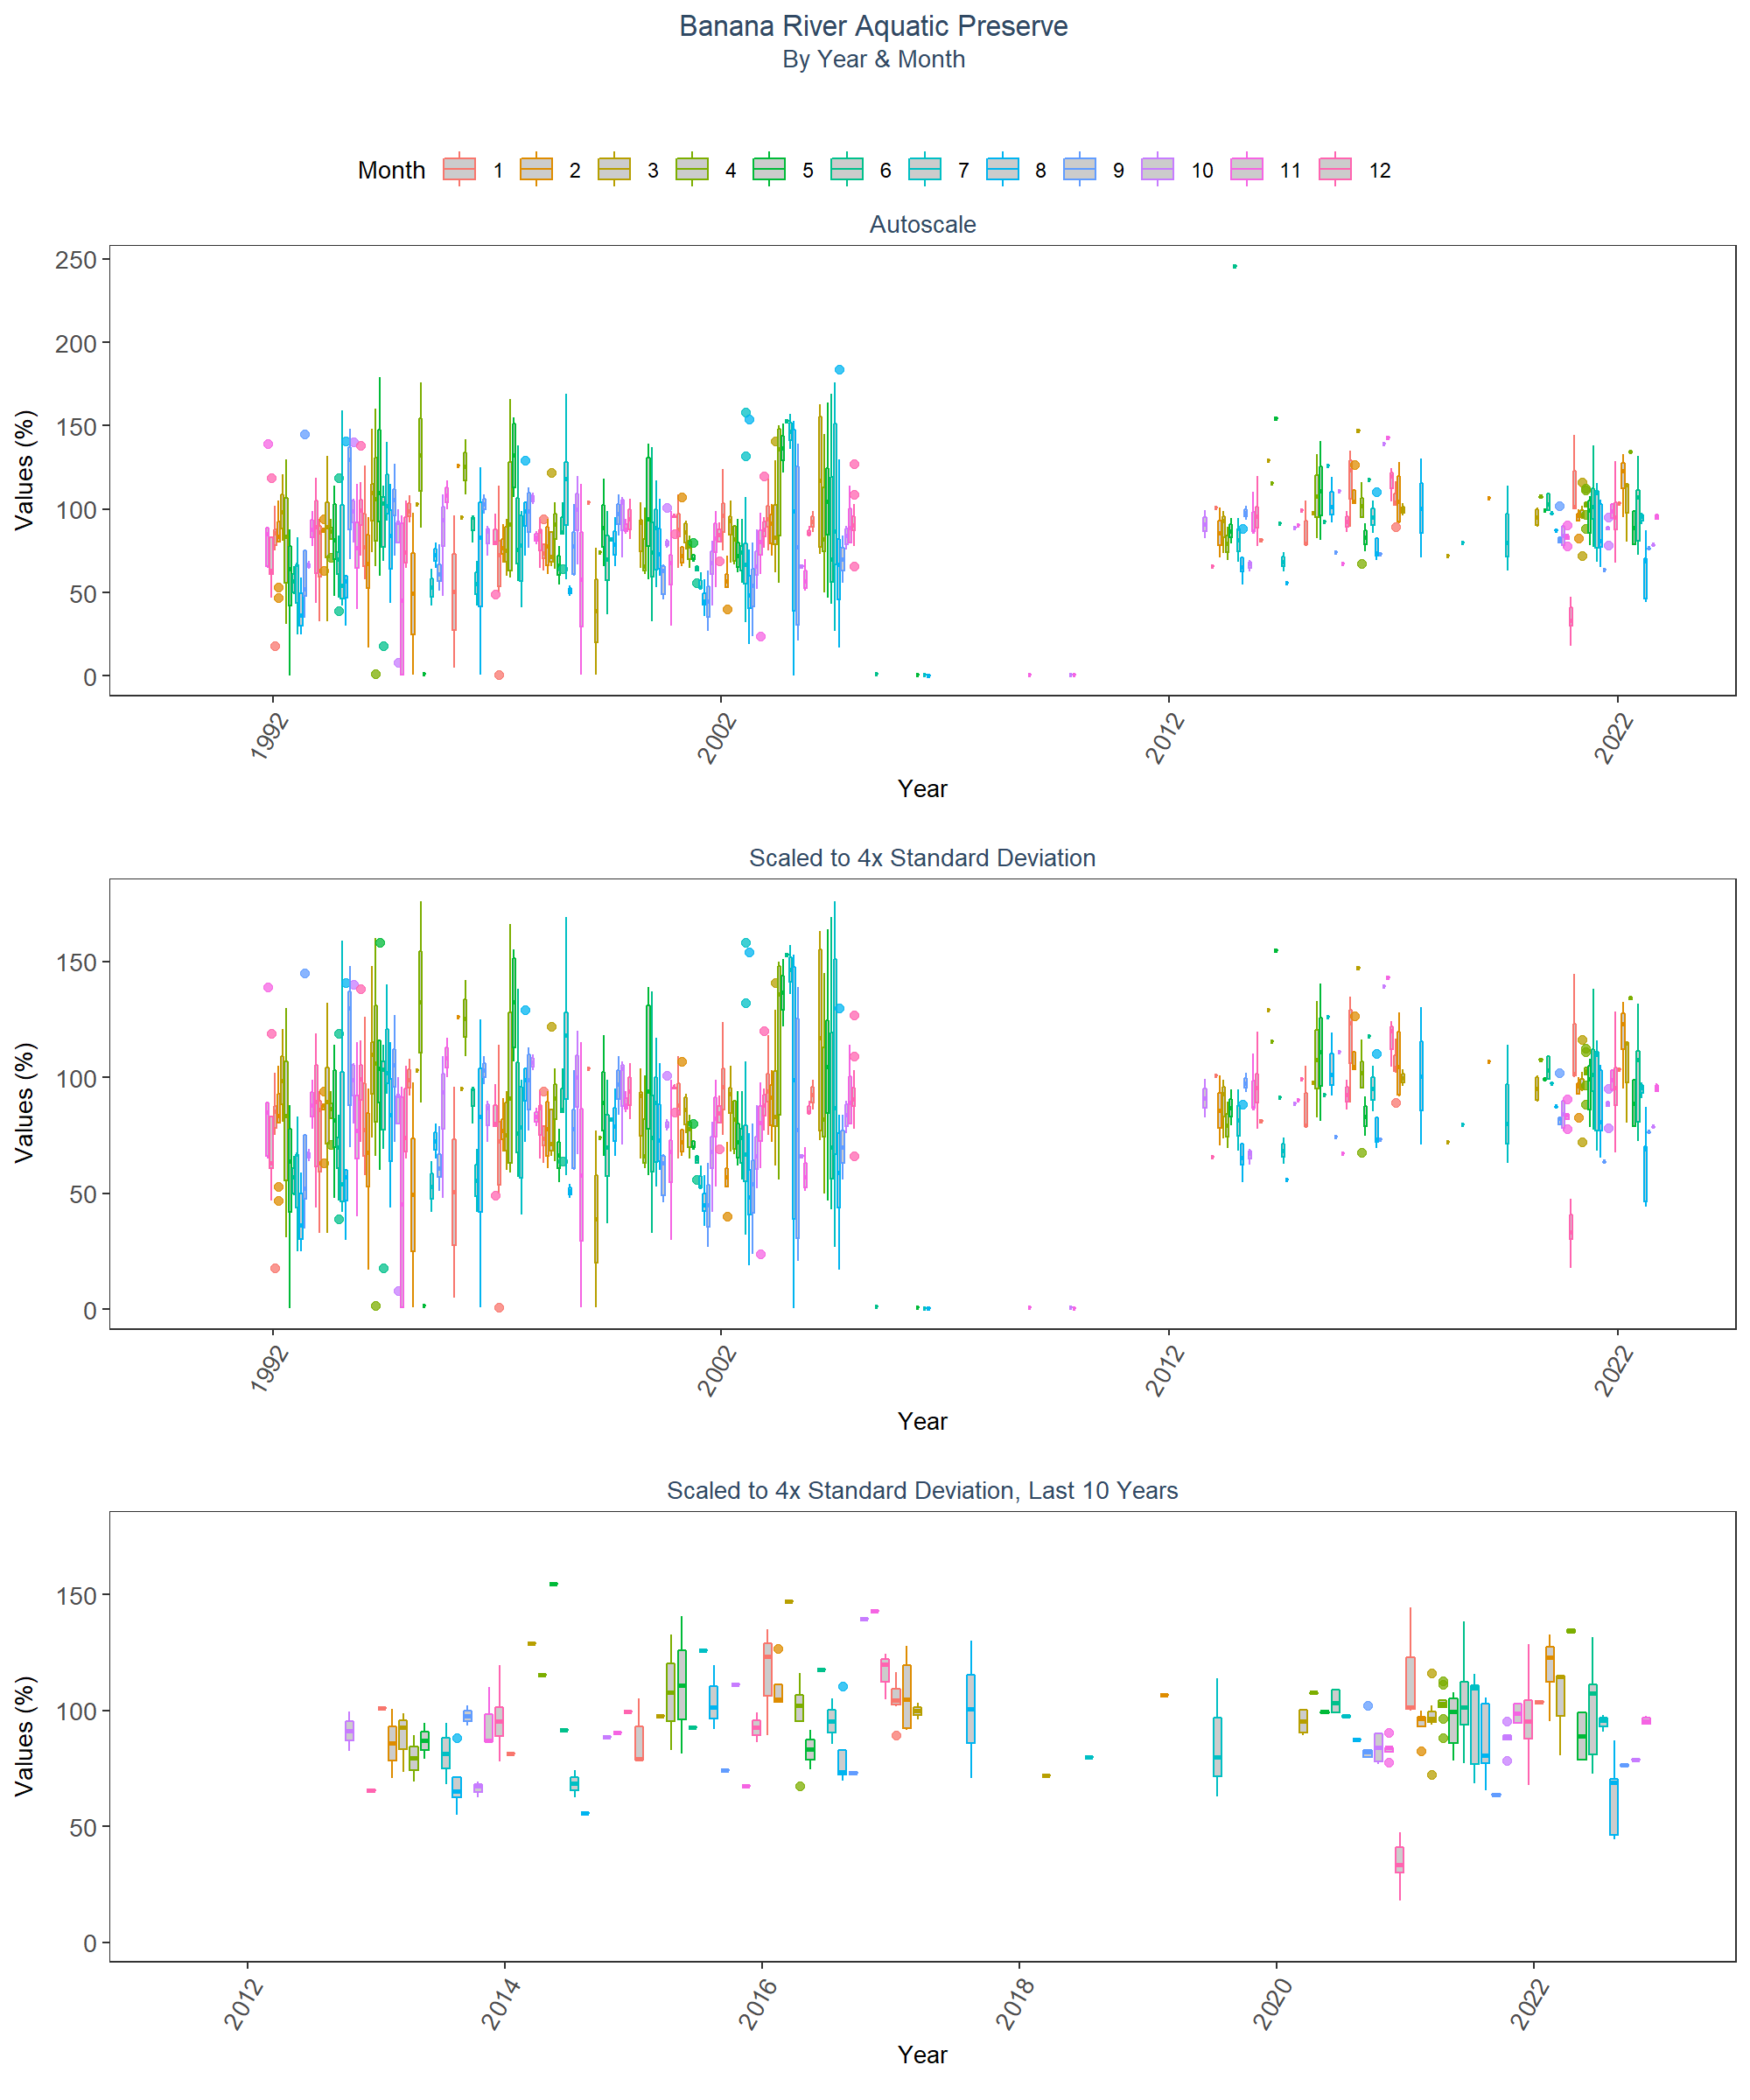 Banana River Aquatic Preserve
By Year & Month
Month 1 2 3 4 5 6 7 8 9 10 11 12
Autoscale
Values (%)
250
200
150
100
50
0
1992 2002 2012 2022
Year
Scaled to 4x Standard Deviation
Values (%)
150
100
50
0
1992 2002 2012 2022
Year
Scaled to 4x Standard Deviation, Last 10 Years
Values (%)
150
100
50
0
2012 2014 2016 2018 2020 2022
Year